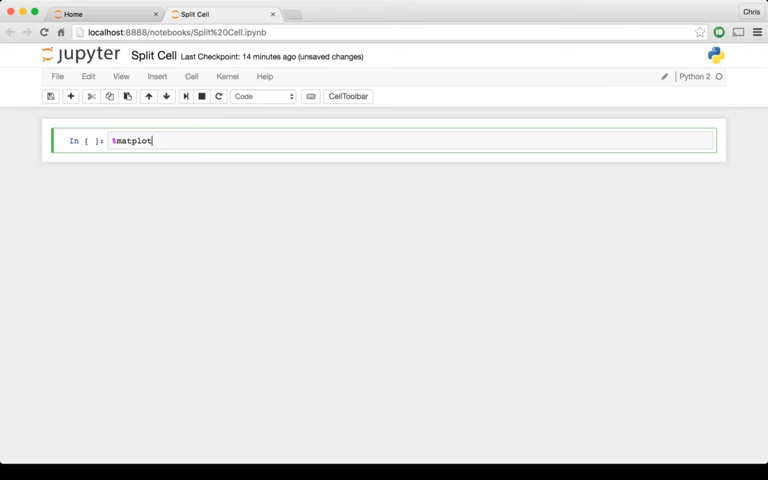 Home
Split Cell
Chris
localhost:8888/notebooks/Split%20Cell.ipynb
jupyter Split Cell Last Checkpoint: 14 minutes ago (unsaved changes)
File Edit View Insert Cell Kernel Help Python 2
Code CellToolbar
In [ ]: %matplot